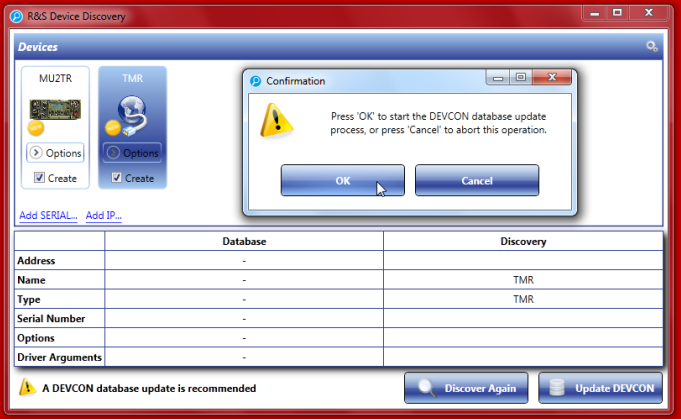 R&S Device Discovery
Devices
MU2TR
Options
Create
TMR
Options
Create
Add SERIAL... Add IP...
Confirmation
Press 'OK' to start the DEVCON database update
process, or press 'Cancel' to abort this operation.
OK Cancel
Database Discovery
Address -
Name - TMR
Type - TMR
Serial Number -
Options -
Driver Arguments -
A DEVCON database update is recommended
Discover Again Update DEVCON